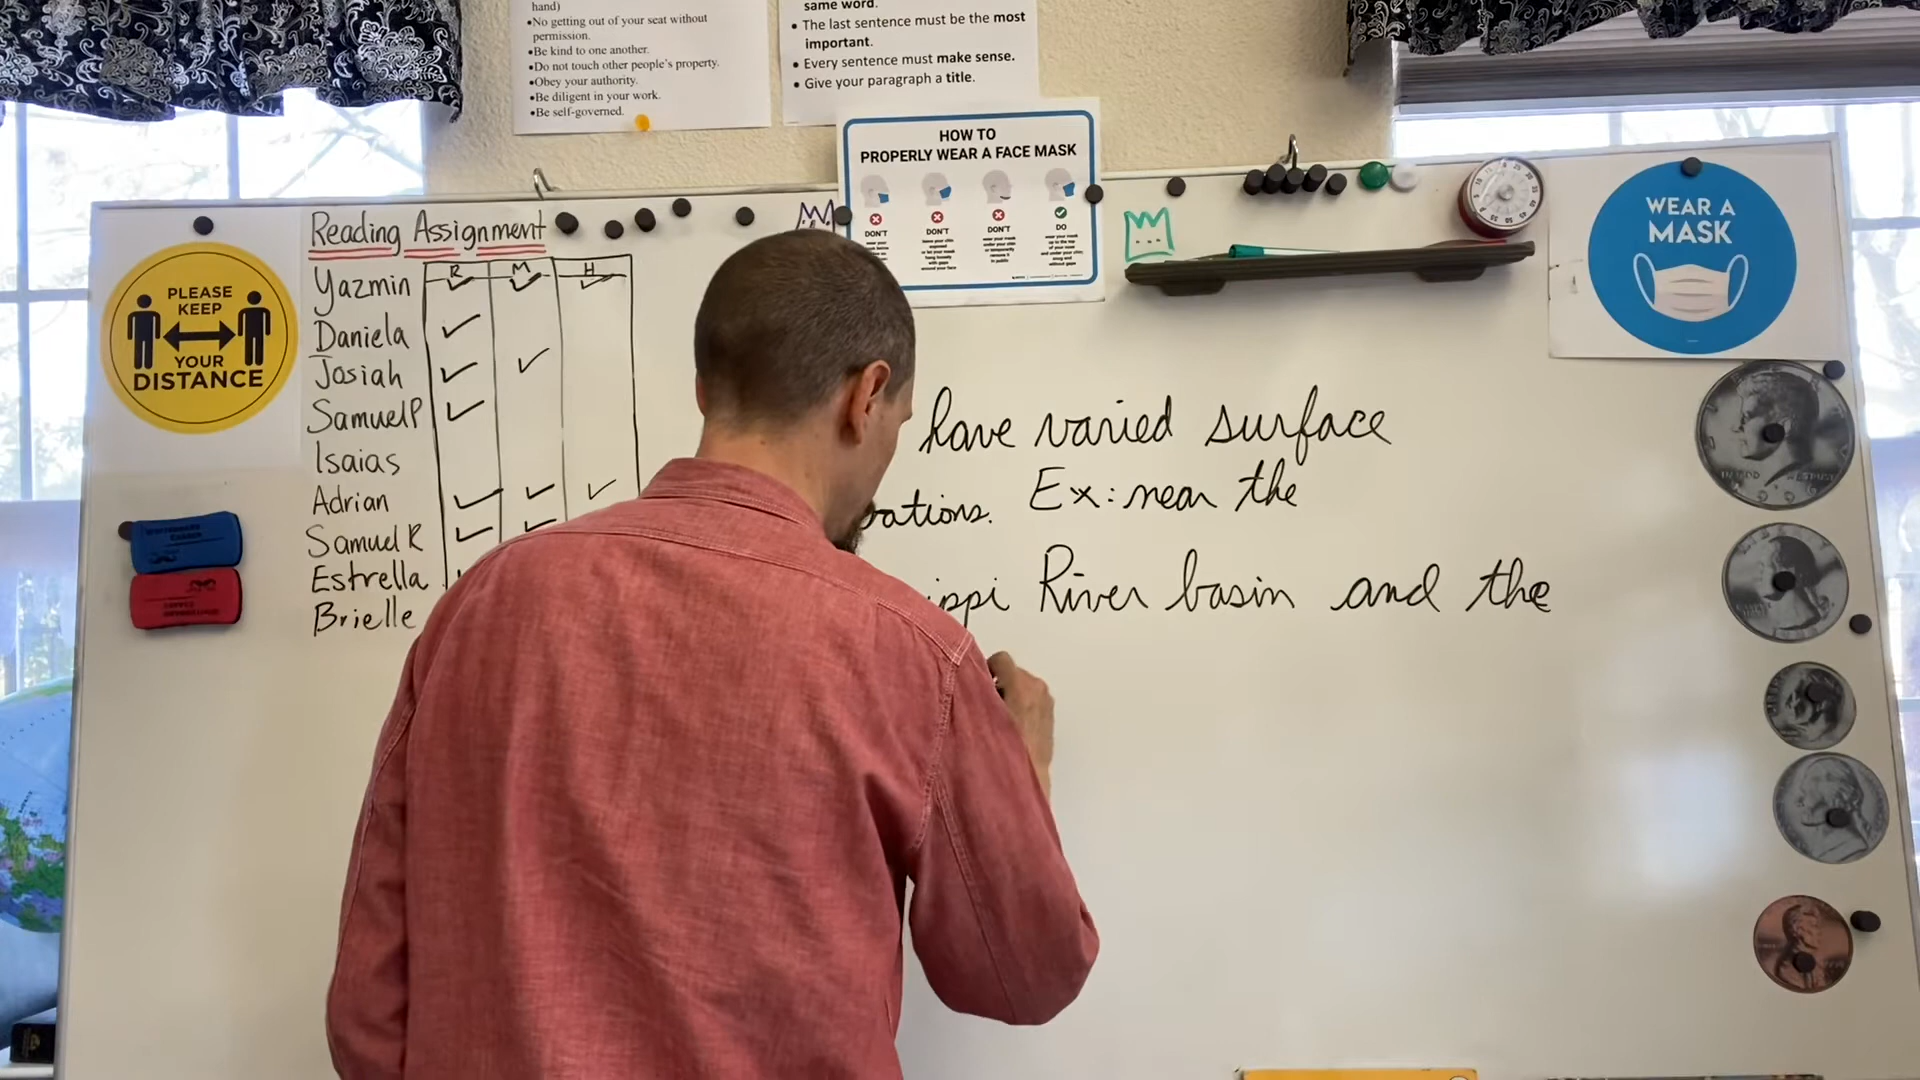 hand)
•No getting out of your seat without
permission.
•Be kind to one another.
•Do not touch other people's property.
•Obey your authority.
•Be diligent in your work.
•Be self-governed.
same word.
• The last sentence must be the most
important.
• Every sentence must make sense.
• Give your paragraph a title.
HOW TO
PROPERLY WEAR A FACE MASK
DON'T
DON'T
DON'T
DO
WEAR A
MASK
PLEASE
KEEP
YOUR
DISTANCE
Reading Assignment
R M H
Yazmin
Daniela
Josiah
Samuel P
Isaias
Adrian
Samuel R
Estrella
Brielle
have varied surface
ations. Ex: near the
ippi River basin and the